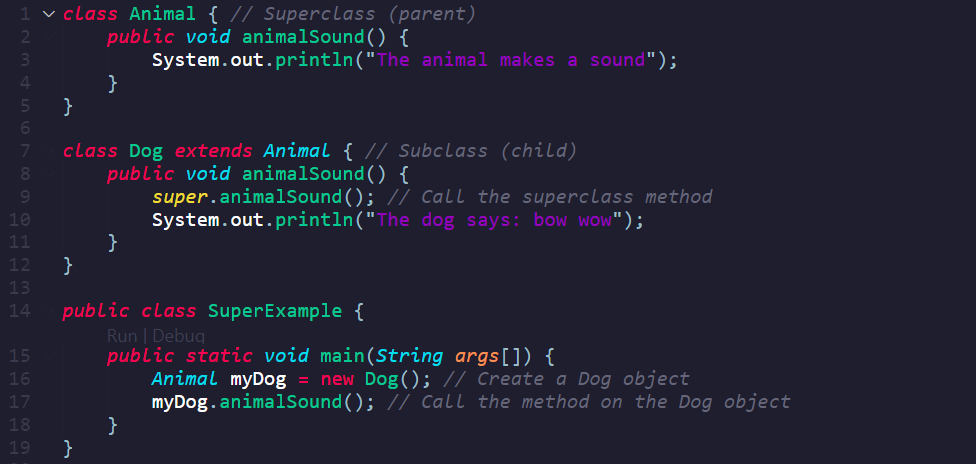 1 class Animal { // Superclass (parent)
2 public void animalSound() {
3 System.out.println("The animal makes a sound");
4 }
5 }
6
7 class Dog extends Animal { // Subclass (child)
8 public void animalSound() {
9 super.animalSound(); // Call the superclass method
10 System.out.println("The dog says: bow wow");
11 }
12 }
13
14 public class SuperExample {
Run | Debug
15 public static void main(String args[]) {
16 Animal myDog = new Dog(); // Create a Dog object
17 myDog.animalSound(); // Call the method on the Dog object
18 }
19 }